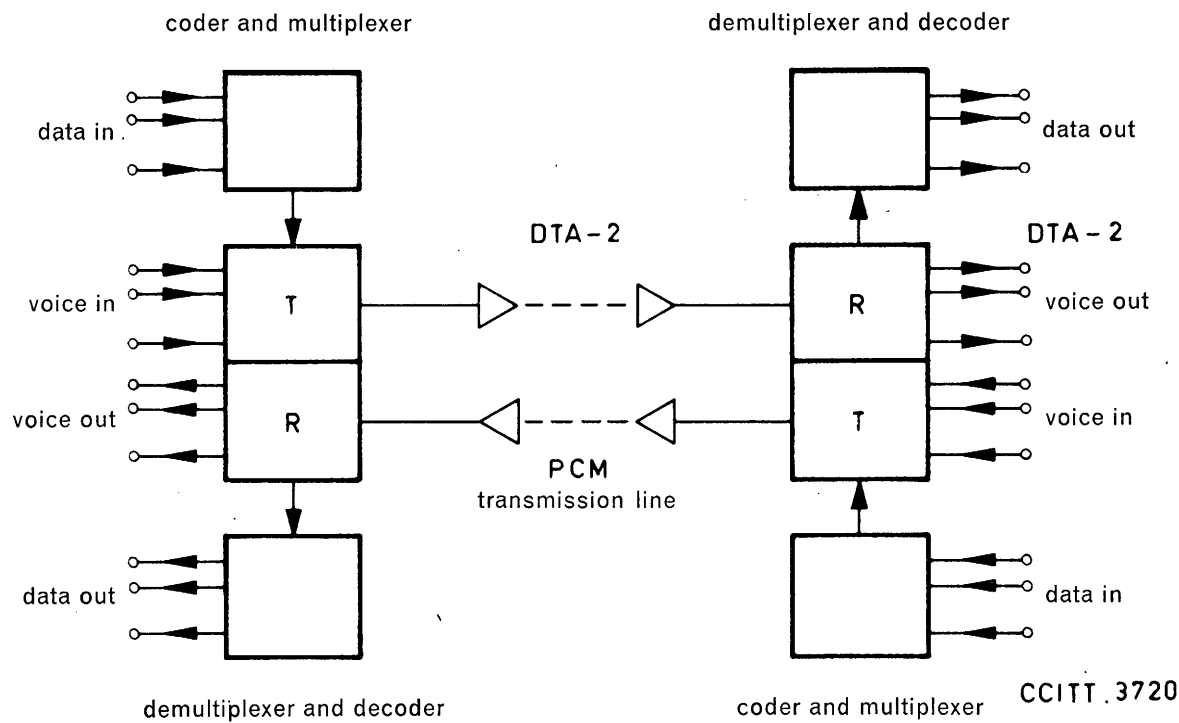 coder and multiplexer
demultiplexer and decoder
data in
data out
DTA-2
DTA-2
voice in
T
R
voice out
voice out
R
T
voice in
PCM
transmission line
data out
data in
CCITT.3720
demultiplexer and decoder
coder and multiplexer